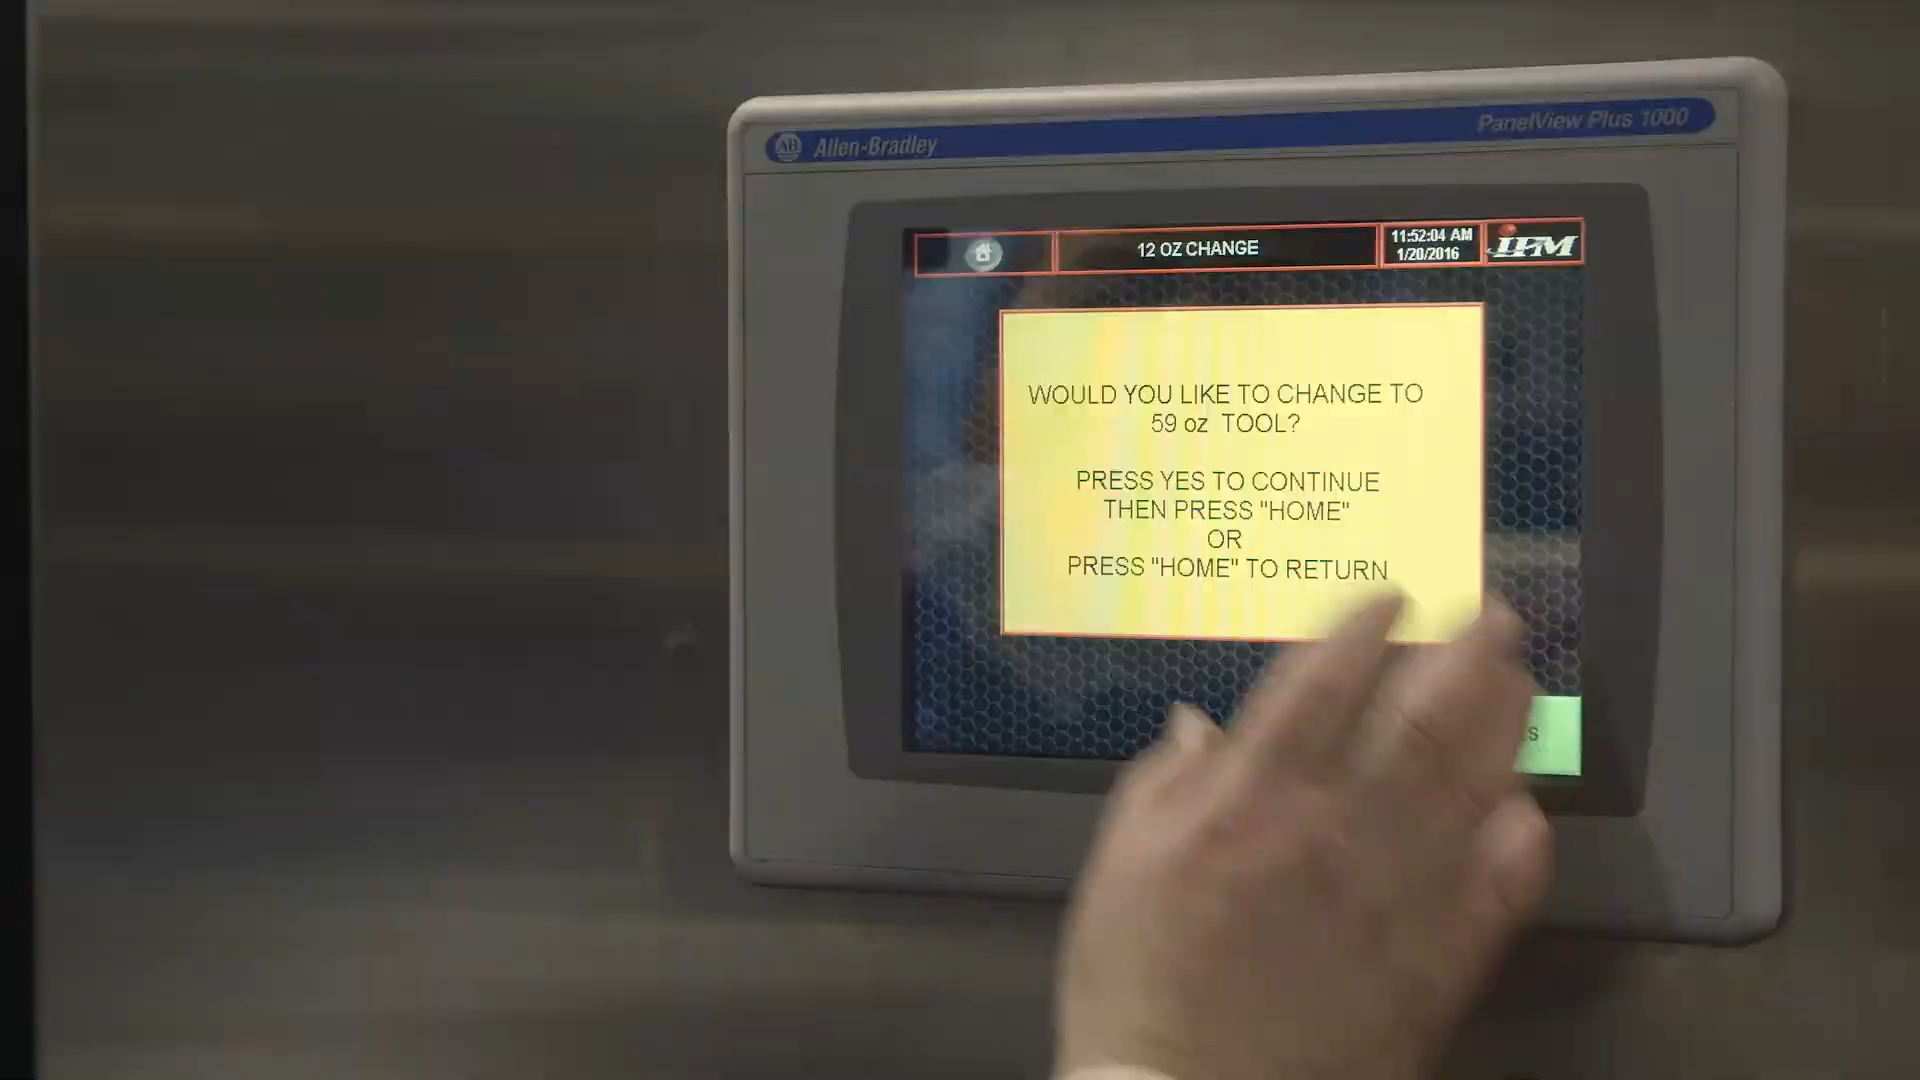 AB Allen-Bradley
PanelView Plus 1000
12 OZ CHANGE
11:52:04 AM
1/20/2016
WOULD YOU LIKE TO CHANGE TO
59 oz TOOL?
PRESS YES TO CONTINUE
THEN PRESS "HOME"
OR
PRESS "HOME" TO RETURN